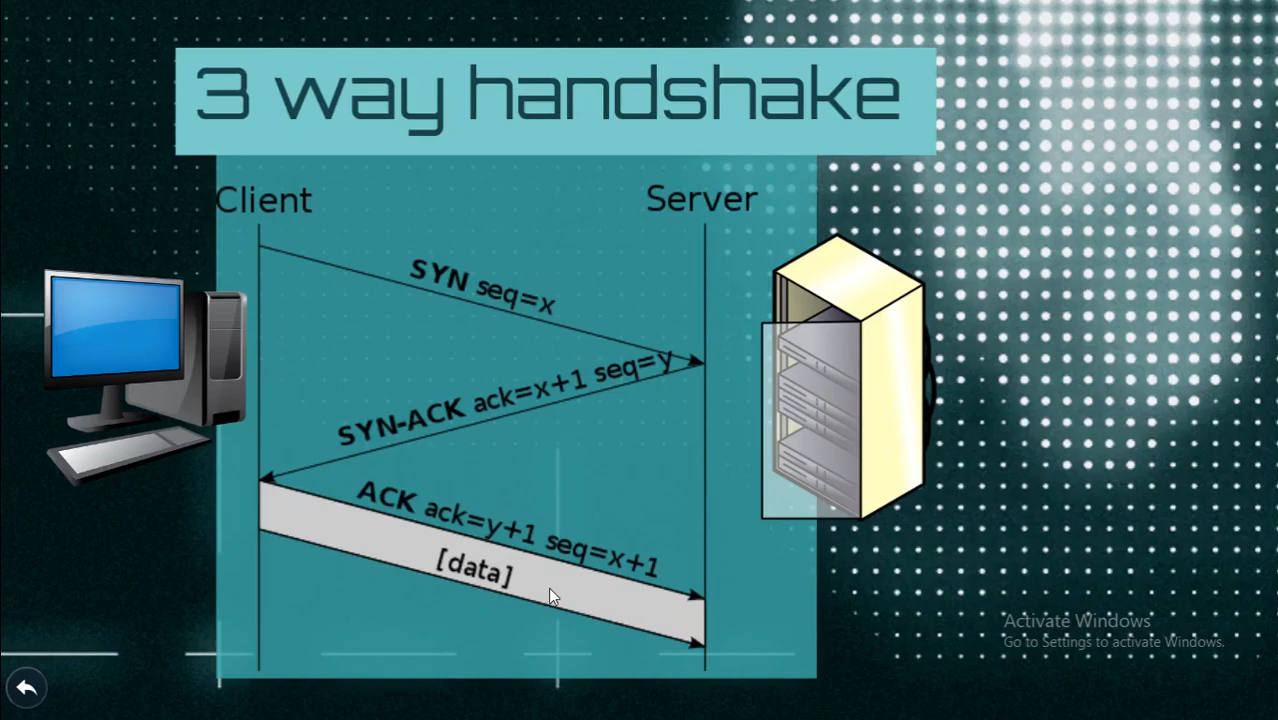 3 way handshake
Client
Server
SYN seq=x
SYN-ACK ack=x+1 seq=y
ACK ack=y+1 seq=x+1
[data]
Activate Windows
Go to Settings to activate Windows.